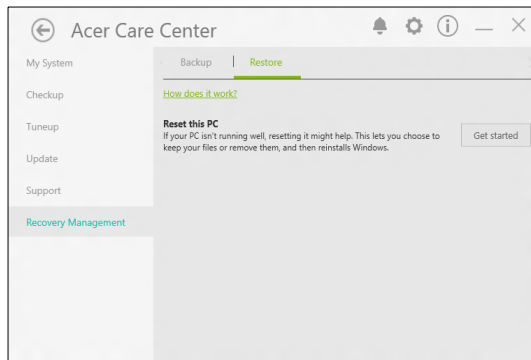 Acer Care Center
My System
Checkup
Tuneup
Update
Support
Recovery Management
Backup
Restore
How does it work?
Reset this PC
If your PC isn't running well, resetting it might help. This lets you choose to
keep your files or remove them, and then reinstalls Windows.
Get started